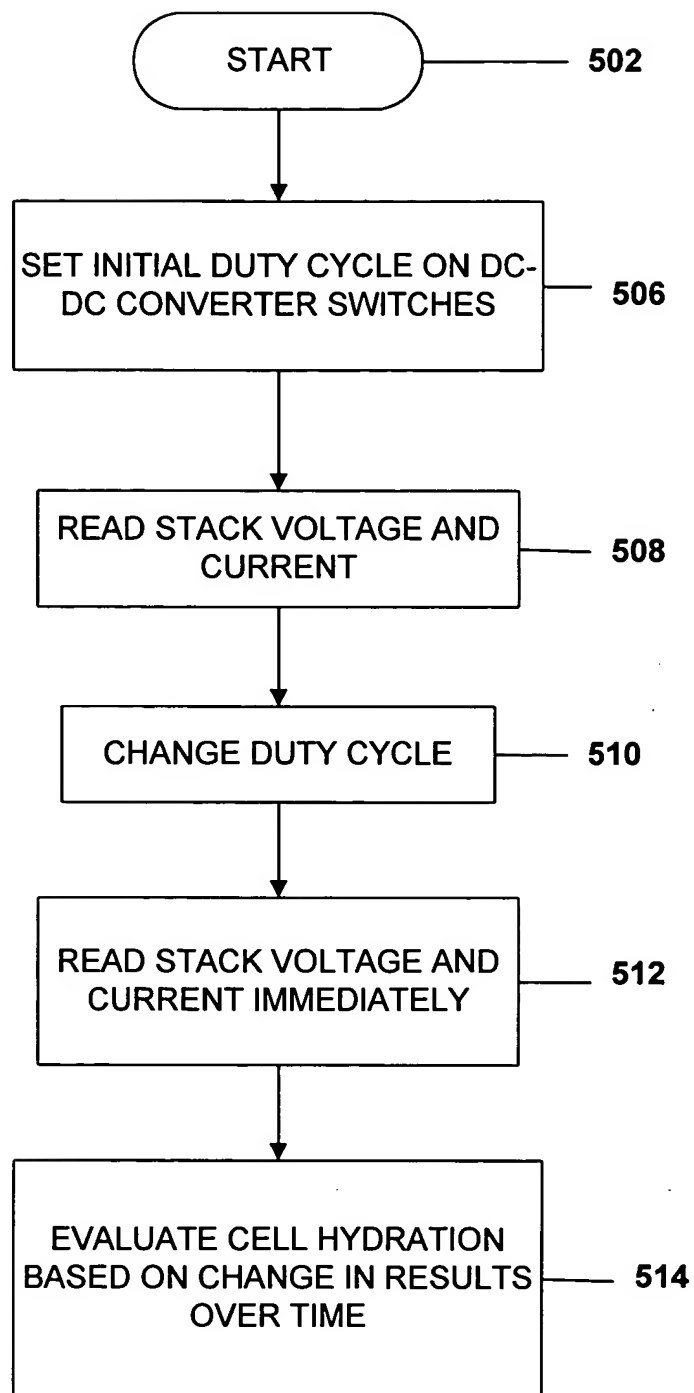 START
502
SET INITIAL DUTY CYCLE ON DC-
DC CONVERTER SWITCHES
506
READ STACK VOLTAGE AND
CURRENT
508
CHANGE DUTY CYCLE
510
READ STACK VOLTAGE AND
CURRENT IMMEDIATELY
512
EVALUATE CELL HYDRATION
BASED ON CHANGE IN RESULTS
OVER TIME
514